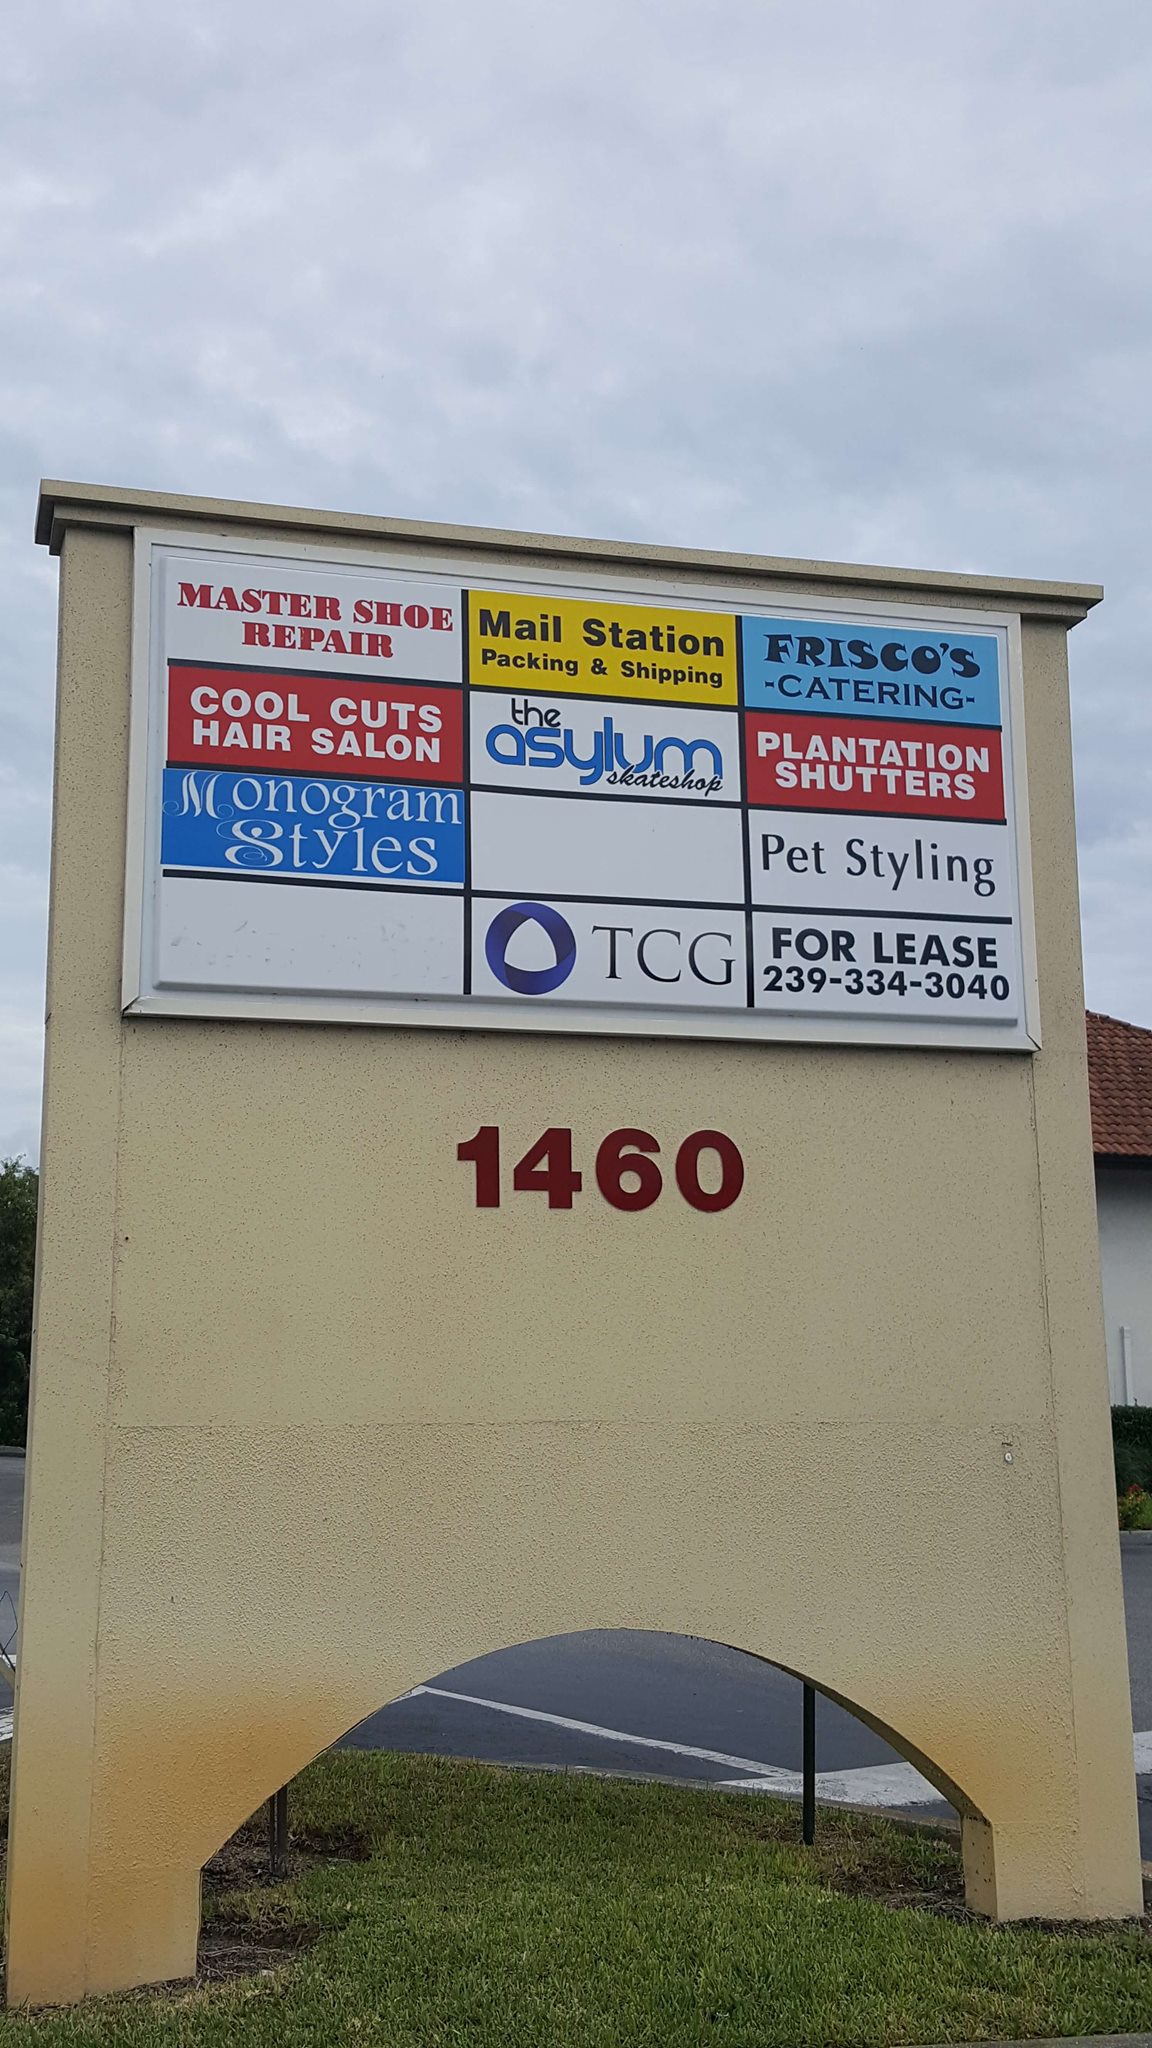 MASTER SHOE
REPAIR
Mail Station
Packing & Shipping
FRISCO'S
-CATERING-
COOL CUTS
HAIR SALON
the
asylum
skateshop
PLANTATION
SHUTTERS
Monogram
Styles
Pet Styling
TCG
FOR LEASE
239-334-3040
1460